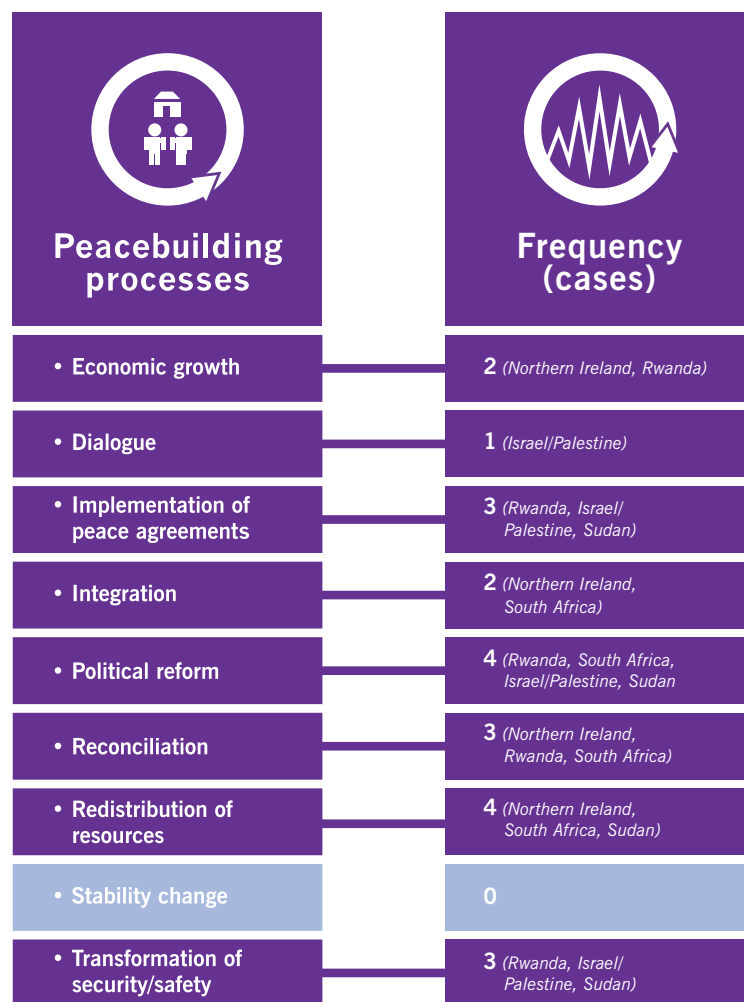 Peacebuilding
processes
Frequency
(cases)
• Economic growth
2 (Northern Ireland, Rwanda)
• Dialogue
1 (Israel/Palestine)
• Implementation of
peace agreements
3 (Rwanda, Israel/
Palestine, Sudan)
• Integration
2 (Northern Ireland,
South Africa)
• Political reform
4 (Rwanda, South Africa,
Israel/Palestine, Sudan
• Reconciliation
3 (Northern Ireland,
Rwanda, South Africa)
• Redistribution of
resources
4 (Northern Ireland,
South Africa, Sudan)
• Stability change
0
• Transformation of
security/safety
3 (Rwanda, Israel/
Palestine, Sudan)